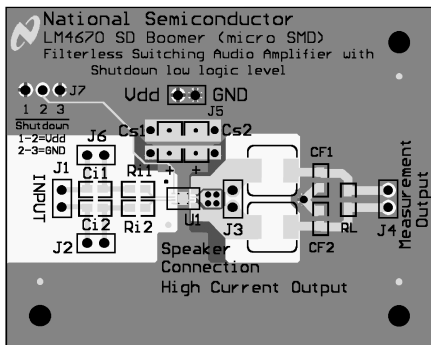 National Semiconductor
LM4670 SD Boomer (micro SMD)
Filterless Switching Audio Amplifier with
Shutdown low logic level
J7
1 2 3
Shutdown
1-2=Vdd
2-3=GND
Vdd GND
J5
Cs1 Cs2
J6
J1 Ci1 Ri1 + +
INPUT
Ci2 Ri2 U1
J2
J3
CF1
CF2
RL
J4
Measurement
Output
Speaker
Connection
High Current Output